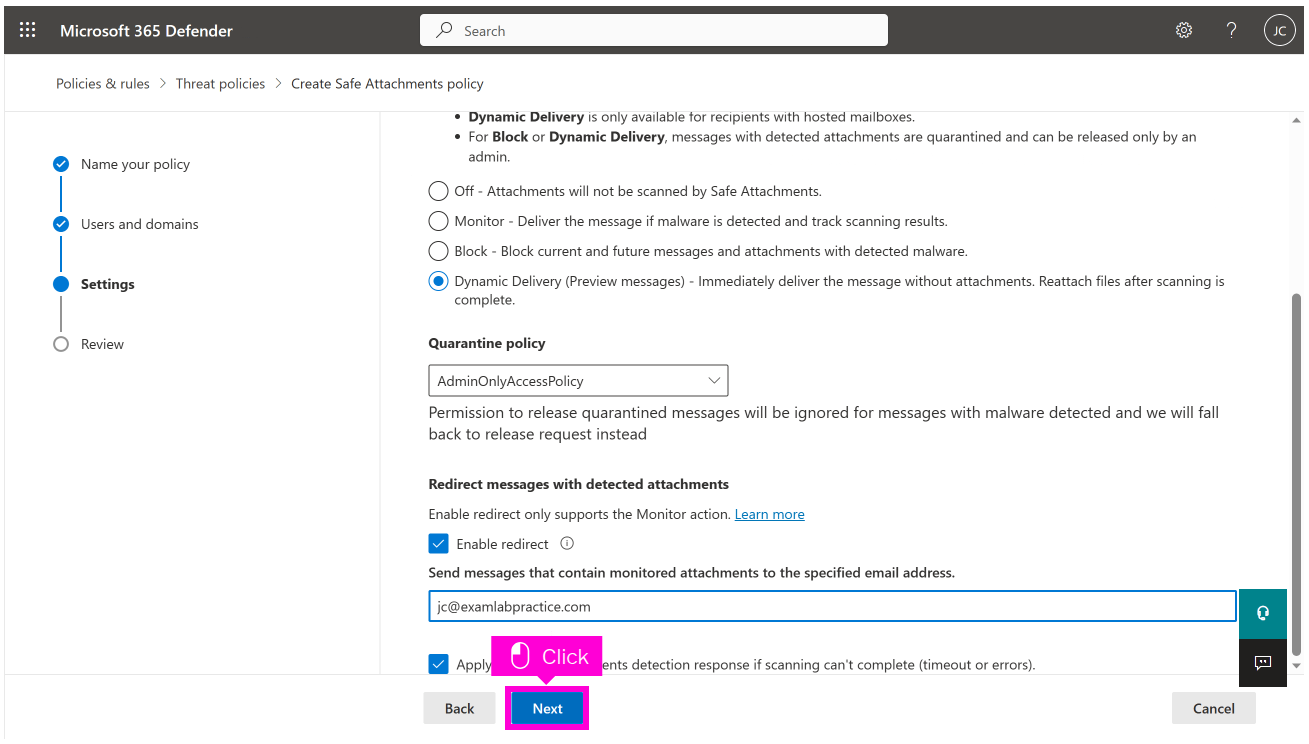 Microsoft 365 Defender
Search
JC
Policies & rules > Threat policies > Create Safe Attachments policy
Name your policy
Users and domains
Settings
Review
• Dynamic Delivery is only available for recipients with hosted mailboxes.
• For Block or Dynamic Delivery, messages with detected attachments are quarantined and can be released only by an
admin.
Off - Attachments will not be scanned by Safe Attachments.
Monitor - Deliver the message if malware is detected and track scanning results.
Block - Block current and future messages and attachments with detected malware.
Dynamic Delivery (Preview messages) - Immediately deliver the message without attachments. Reattach files after scanning is
complete.
Quarantine policy
AdminOnlyAccessPolicy
Permission to release quarantined messages will be ignored for messages with malware detected and we will fall
back to release request instead
Redirect messages with detected attachments
Enable redirect only supports the Monitor action. Learn more
Enable redirect
Send messages that contain monitored attachments to the specified email address.
jc@examlabpractice.com
Click
Apply ents detection response if scanning can't complete (timeout or errors).
Back
Next
Cancel